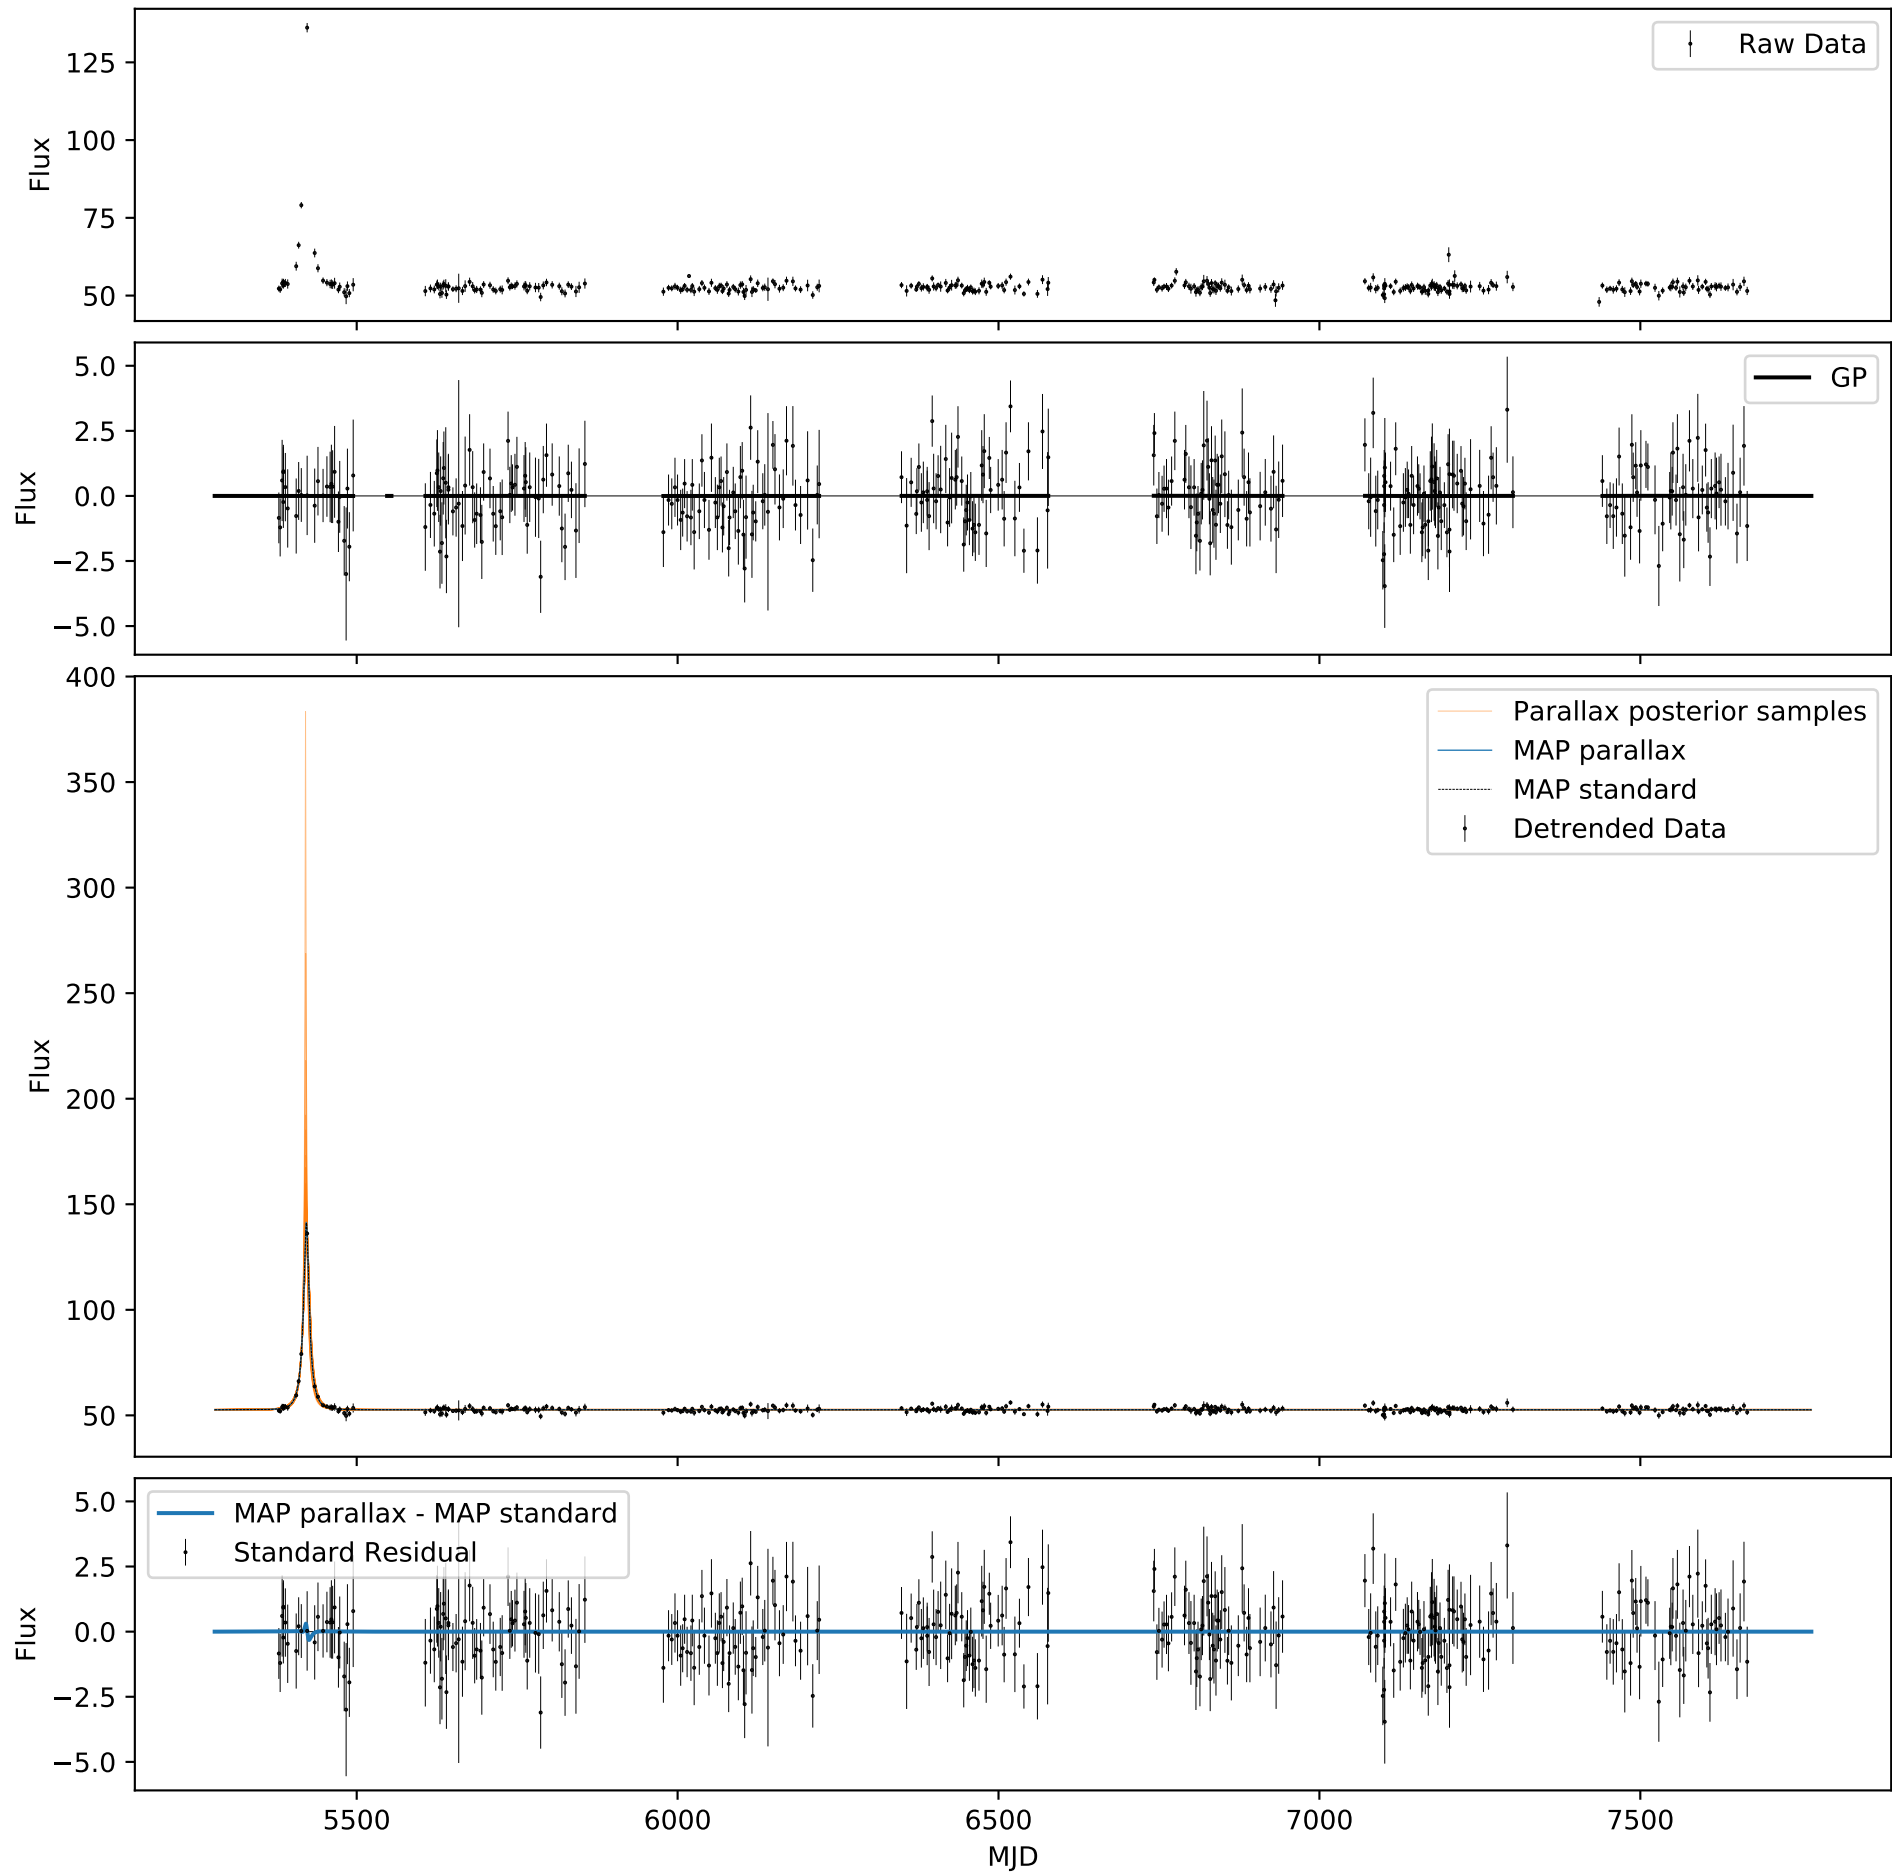 125
100
75
50
Flux
Raw Data
5.0
2.5
0.0
−2.5
−5.0
Flux
GP
400
350
300
250
200
150
100
50
Flux
Parallax posterior samples
MAP parallax
MAP standard
Detrended Data
5.0
2.5
0.0
−2.5
−5.0
Flux
MAP parallax - MAP standard
Standard Residual
5500 6000 6500 7000 7500
MJD